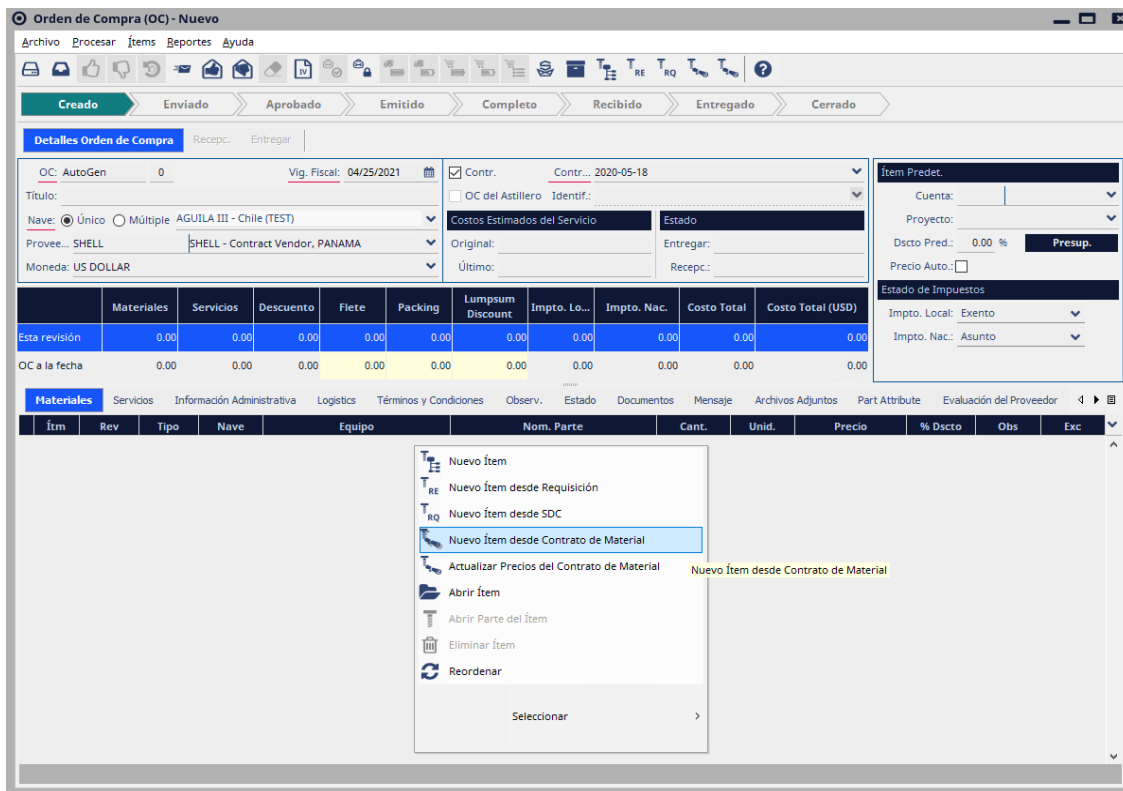 Orden de Compra (OC) - Nuevo
Archivo Procesar Ítems Reportes Ayuda
IV RE RQ
Creado Enviado Aprobado Emitido Completo Recibido Entregado Cerrado
Detalles Orden de Compra Recepc. Entregar
OC: AutoGen 0 Vig. Fiscal: 04/25/2021 Contr. Contr... 2020-05-18
Título: OC del Astillero Identif.:
Nave: Único Múltiple AGUILA III - Chile (TEST) Costos Estimados del Servicio Estado
Provee... SHELL SHELL - Contract Vendor, PANAMA Original: Entregar:
Moneda: US DOLLAR Último: Recepc.:
Ítem Predet.
Cuenta:
Proyecto:
Dscto Pred.: 0.00 % Presup.
Precio Auto.:
Estado de Impuestos
Impto. Local: Exento
Impto. Nac.: Asunto
Materiales Servicios Descuento Flete Packing Lumpsum Discount Impto. Lo... Impto. Nac. Costo Total Costo Total (USD)
Esta revisión 0.00 0.00 0.00 0.00 0.00 0.00 0.00 0.00 0.00 0.00
OC a la fecha 0.00 0.00 0.00 0.00 0.00 0.00 0.00 0.00 0.00 0.00
Materiales Servicios Información Administrativa Logistics Términos y Condiciones Observ. Estado Documentos Mensaje Archivos Adjuntos Part Attribute Evaluación del Proveedor
Ítm Rev Tipo Nave Equipo Nom. Parte Cant. Unid. Precio % Dscto Obs Exc
Nuevo Ítem
RE Nuevo Ítem desde Requisición
RQ Nuevo Ítem desde SDC
Nuevo Ítem desde Contrato de Material
Actualizar Precios del Contrato de Material
Nuevo Ítem desde Contrato de Material
Abrir Ítem
Abrir Parte del Ítem
Eliminar Ítem
Reordenar
Seleccionar